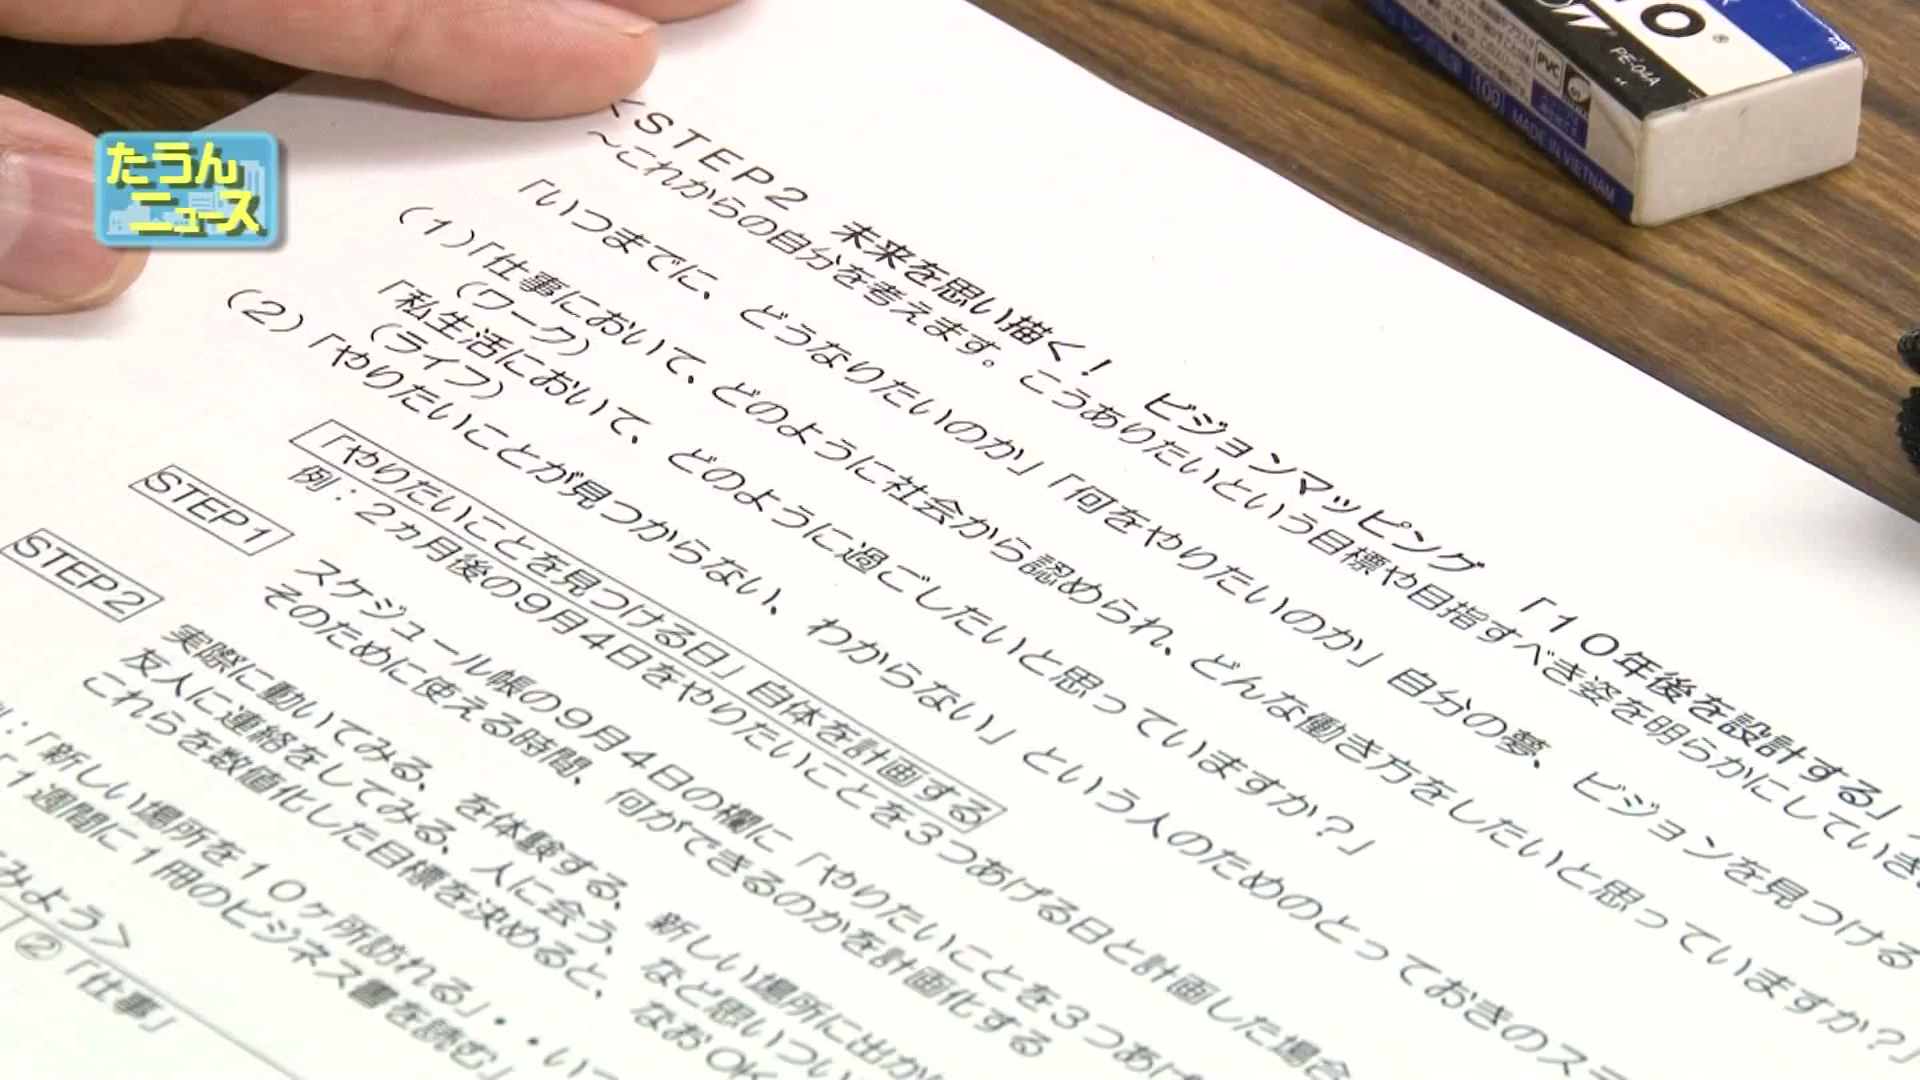 たうん
ニュース
<STEP2 未来を思い描く! ビジョンマッピング 「10年後を設計する」
~これからの自分を考えます。こうありたいという目標や目指すべき姿を明らかにしていき
「いつまでに、どうなりたいのか」「何をやりたいのか」自分の夢、ビジョンを見つける
(1)「仕事において、どのように社会から認められ、どんな働き方をしたいと思っていますか?」
(ワーク)
「私生活において、どのように過ごしたいと思っていますか?」
(ライフ)
(2)「やりたいことが見つからない、わからない」という人のためのとっておきのステ
「やりたいことを見つける日」自体を計画する
例:2ヵ月後の9月4日をやりたいことを3つあげる日と計画した場合
STEP1 スケジュール帳の9月4日の欄に「やりたいことを3つあげ
そのために使える時間、何ができるのかを計画化する
STEP2 実際に動いてみる、を体験する、新しい場所に出か
友人に連絡をしてみる、人に会う、など思いつい
これらを数値化した目標を決めると、なおOK
:「新しい場所を10ヶ所訪れる」・・い
「1週間に1冊のビジネス書を読む」
みよう>
②「仕事」
PE-04A
PVC
[100] MADE IN VIETNAM